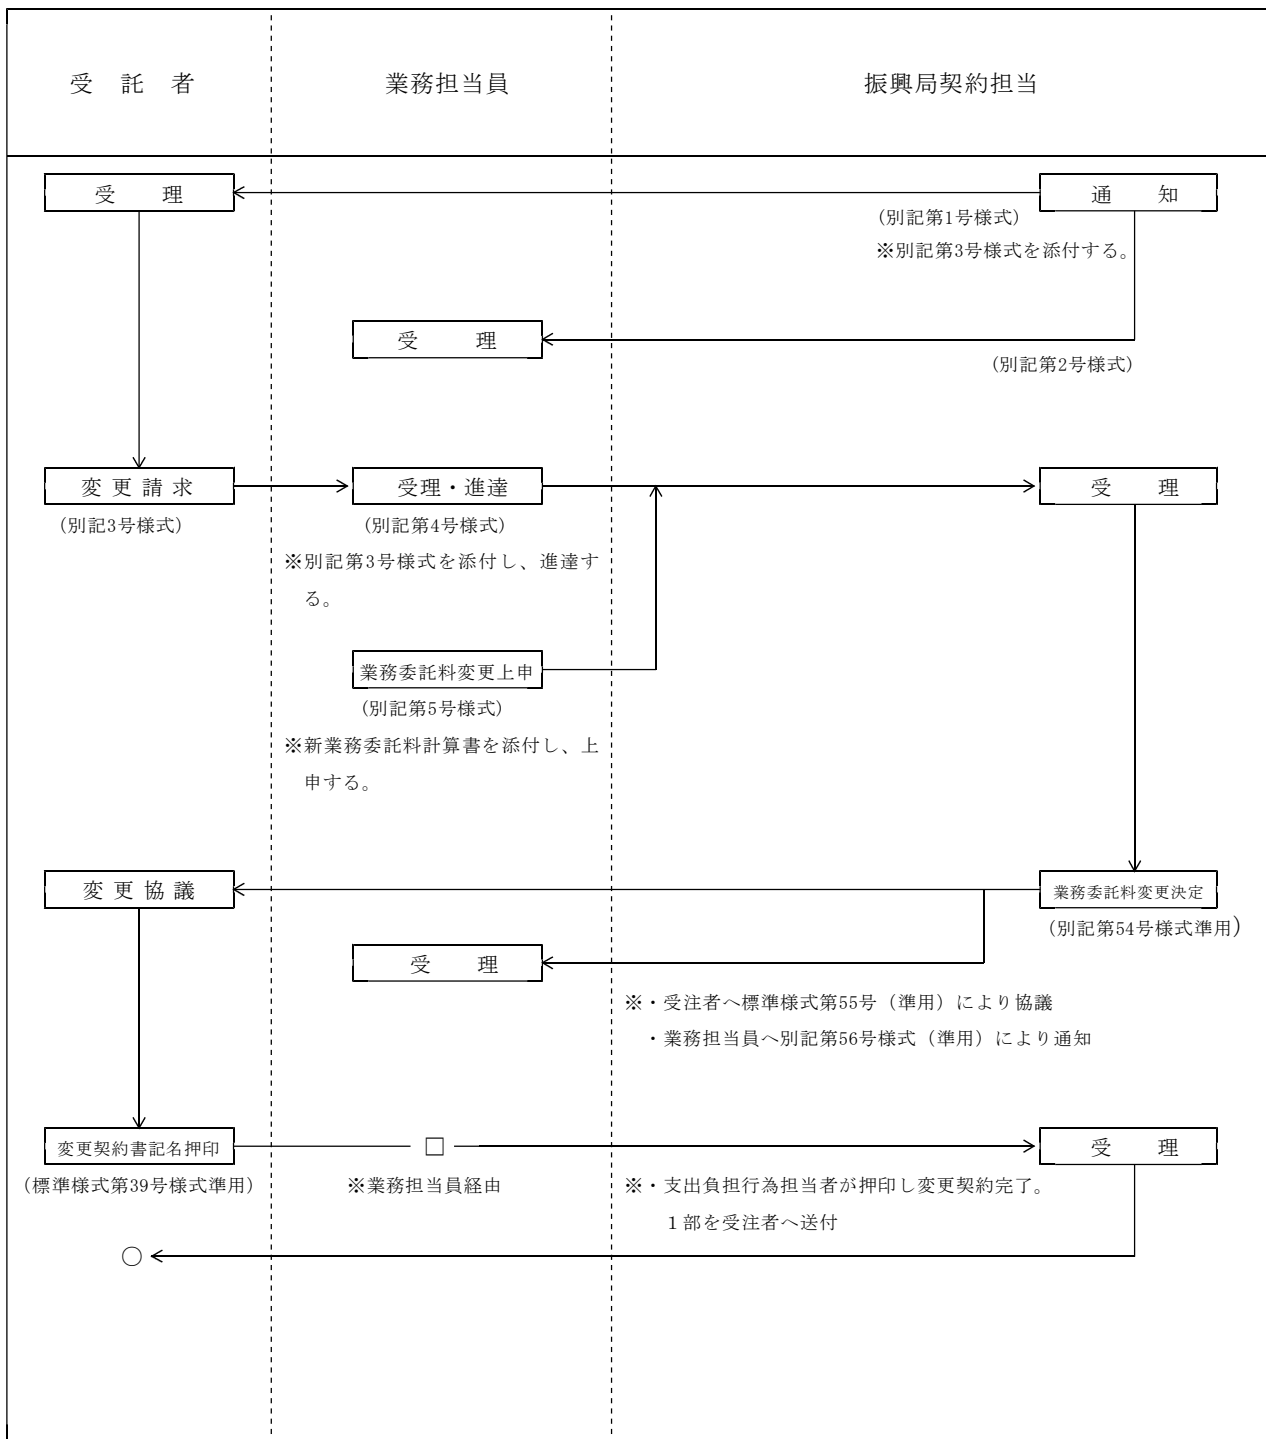 受　託　者
業務担当員
振興局契約担当
受　　理
通　　知
(別記第1号様式)
※別記第3号様式を添付する。
受　　理
(別記第2号様式)
変 更 請 求
受理・進達
受　　理
(別記3号様式)
(別記第4号様式)
※別記第3号様式を添付し、進達す
る。
業務委託料変更上申
(別記第5号様式)
※新業務委託料計算書を添付し、上
申する。
変 更 協 議
業務委託料変更決定
(別記第54号様式準用)
受　　理
※・受注者へ標準様式第55号（準用）により協議
・業務担当員へ別記第56号様式（準用）により通知
変更契約書記名押印
□
受　　理
(標準様式第39号様式準用)
※業務担当員経由
※・支出負担行為担当者が押印し変更契約完了。
１部を受注者へ送付
○